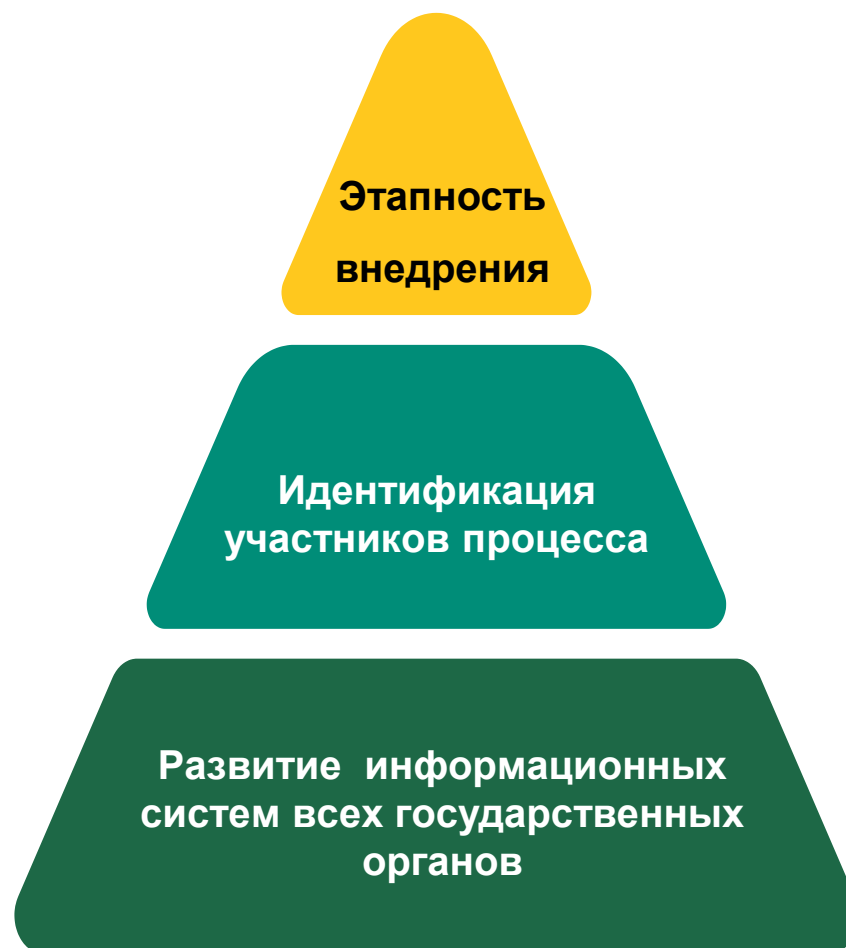 Этапность
внедрения
Идентификация
участников процесса
Развитие  информационных
систем всех государственных
органов